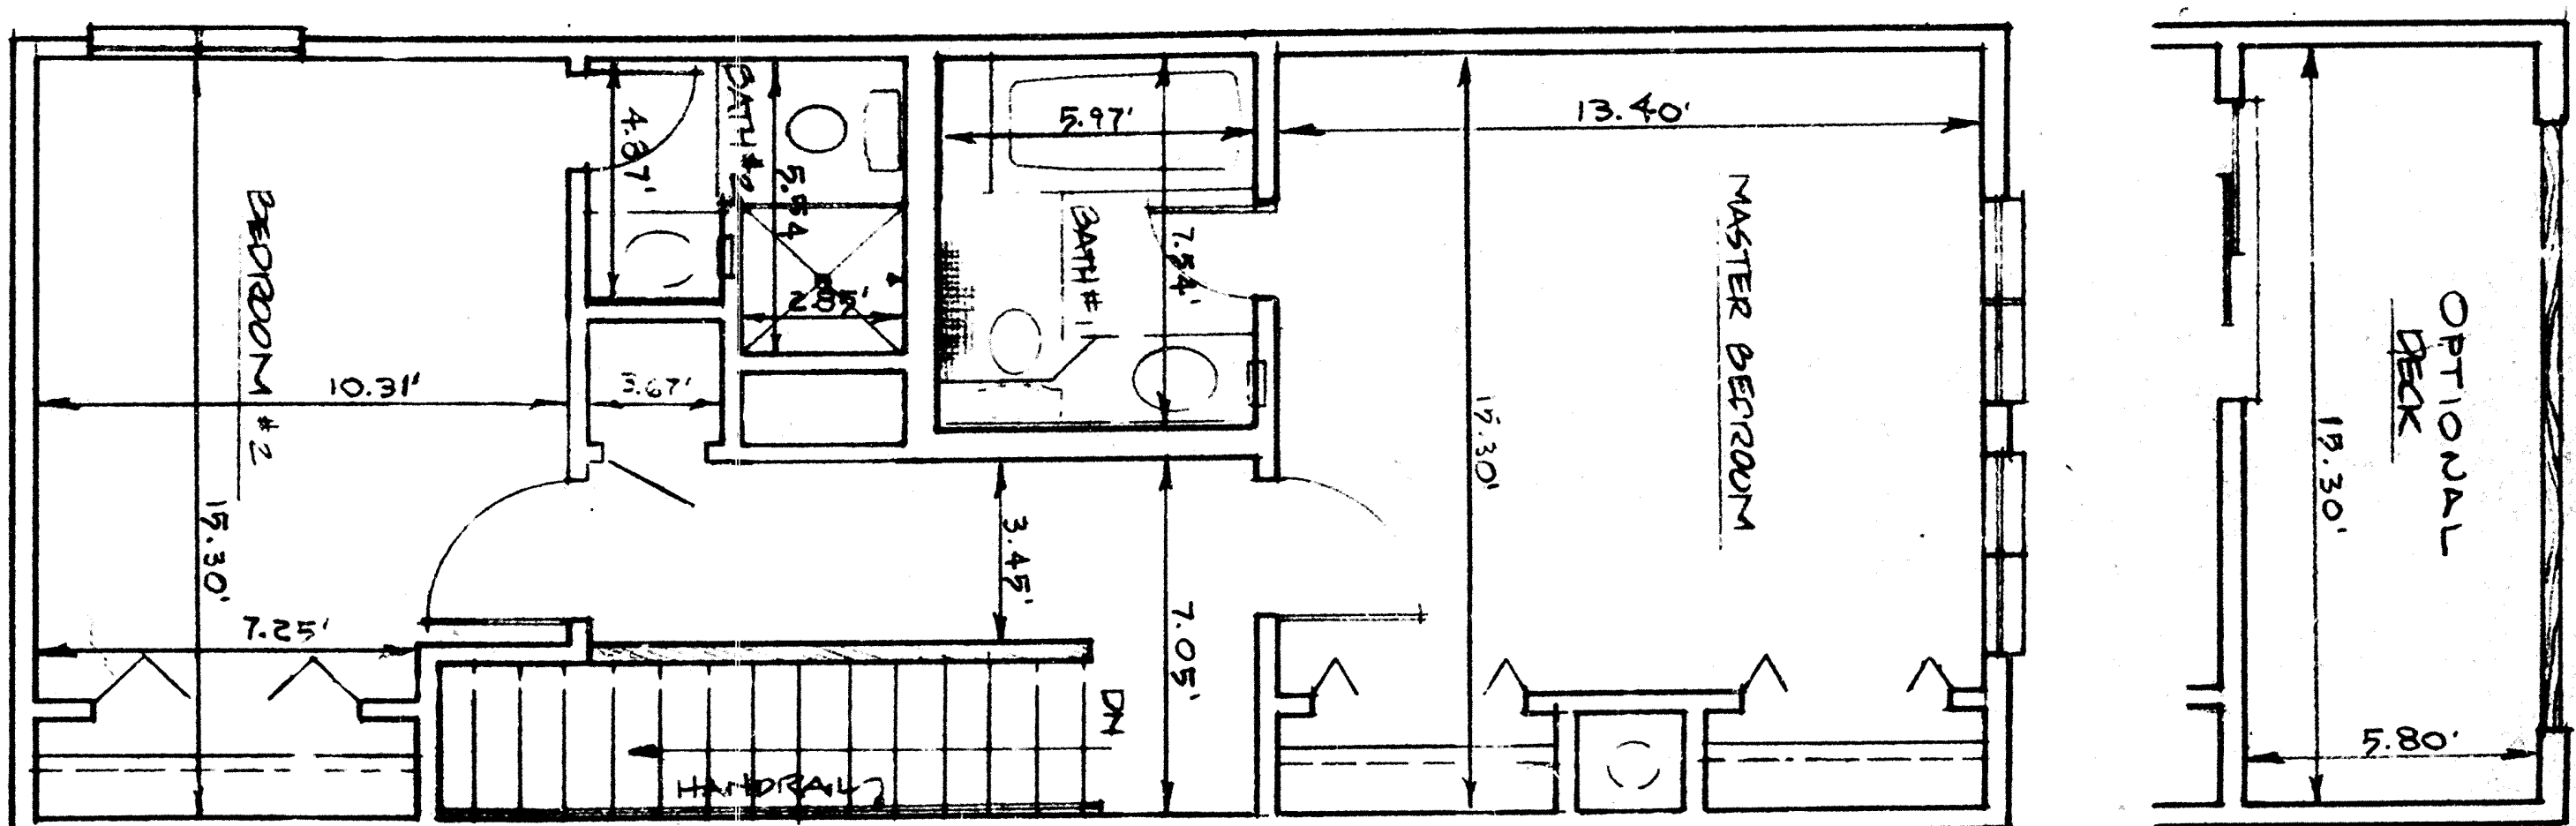 BEDROOM #2
10.31'
15.30'
7.25'
4.87'
BATH #2
5.54
2.85'
3.67'
5.97'
7.54'
BATH #1
3.45'
7.05'
DN
HANDRAIL
13.40'
MASTER BEDROOM
15.30'
OPTIONAL
DECK
15.30'
5.80'